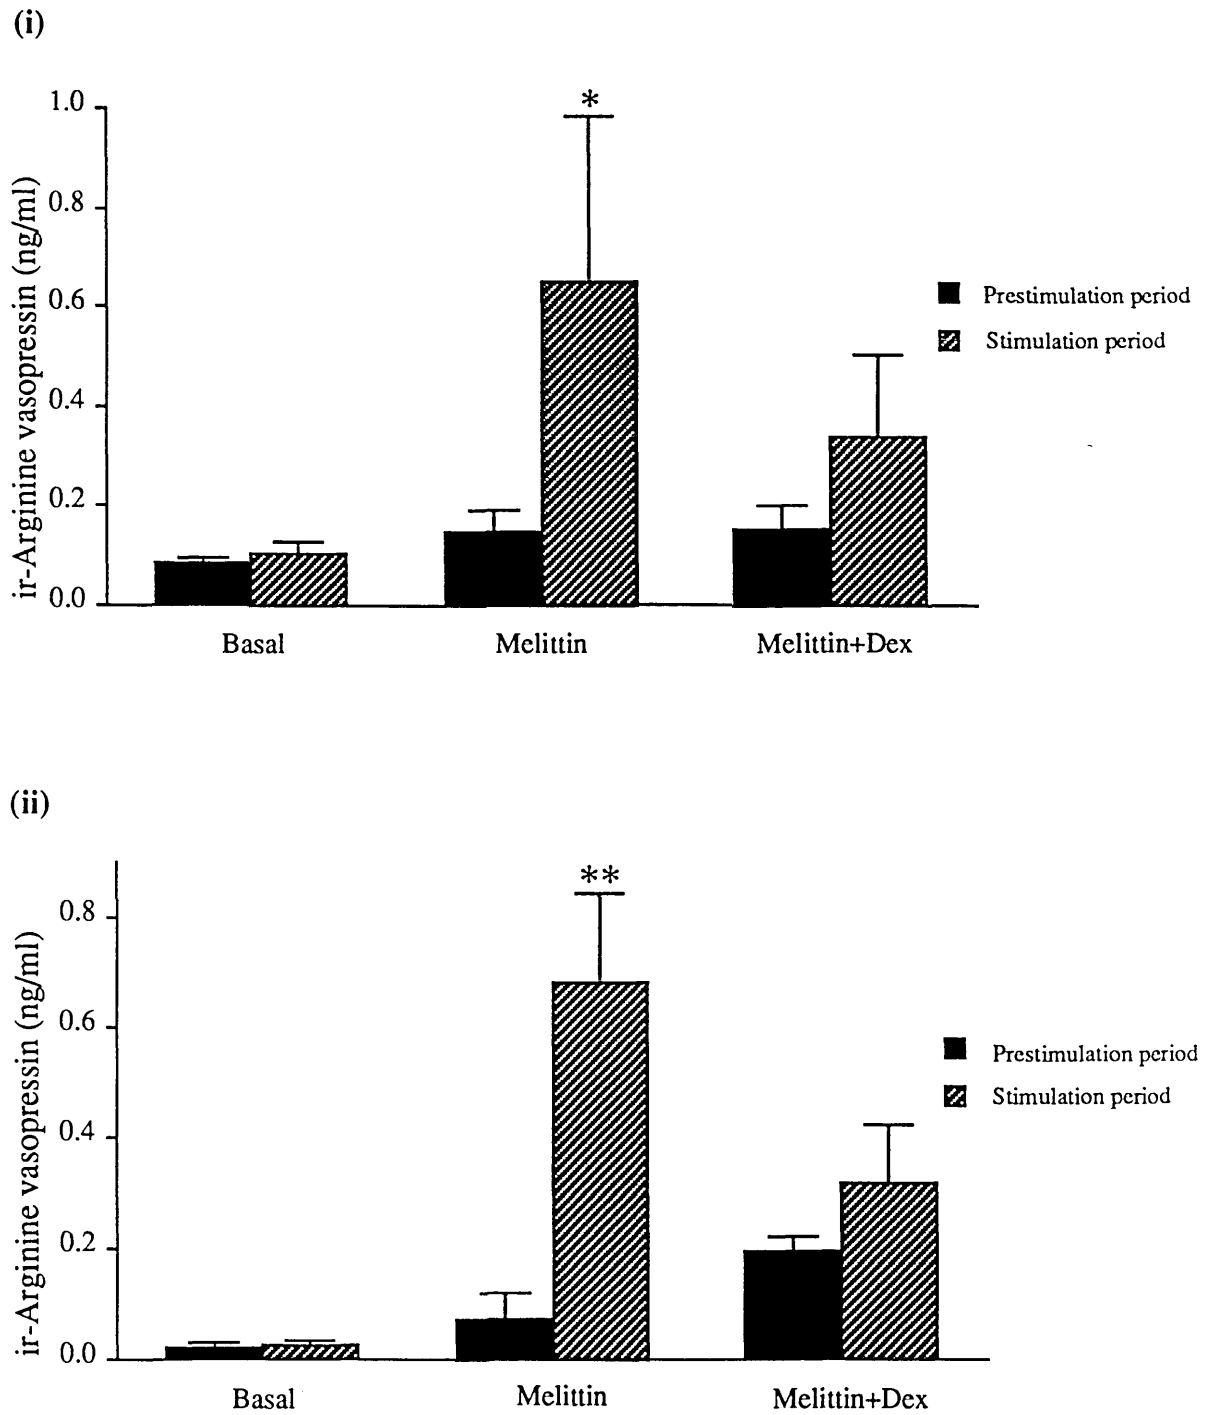 (i)
1.0
*
0.8
0.6
0.4
0.2
0.0
ir-Arginine vasopressin (ng/ml)
Prestimulation period
Stimulation period
Basal Melittin Melittin+Dex
(ii)
**
0.8
0.6
0.4
0.2
0.0
ir-Arginine vasopressin (ng/ml)
Prestimulation period
Stimulation period
Basal Melittin Melittin+Dex